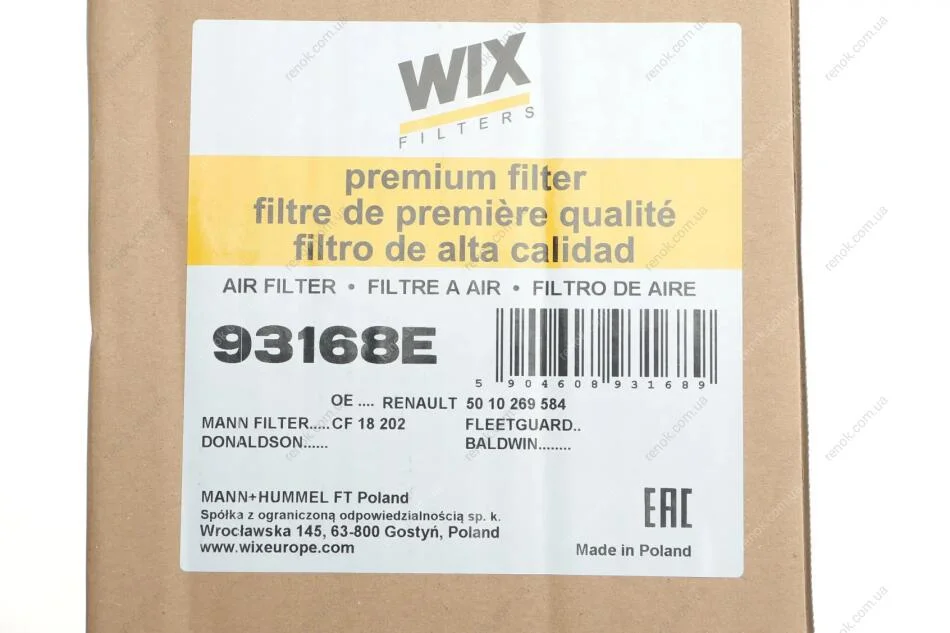 WIX
FILTERS
premium filter
filtre de première qualité
filtro de alta calidad
AIR FILTER • FILTRE A AIR • FILTRO DE AIRE
93168E
5 904608 931689
OE .... RENAULT 50 10 269 584
MANN FILTER.....CF 18 202
FLEETGUARD..
DONALDSON......
BALDWIN........
MANN+HUMMEL FT Poland
Spółka z ograniczoną odpowiedzialnością sp. k.
Wrocławska 145, 63-800 Gostyń, Poland
www.wixeurope.com
EAC
Made in Poland
renok.com.ua